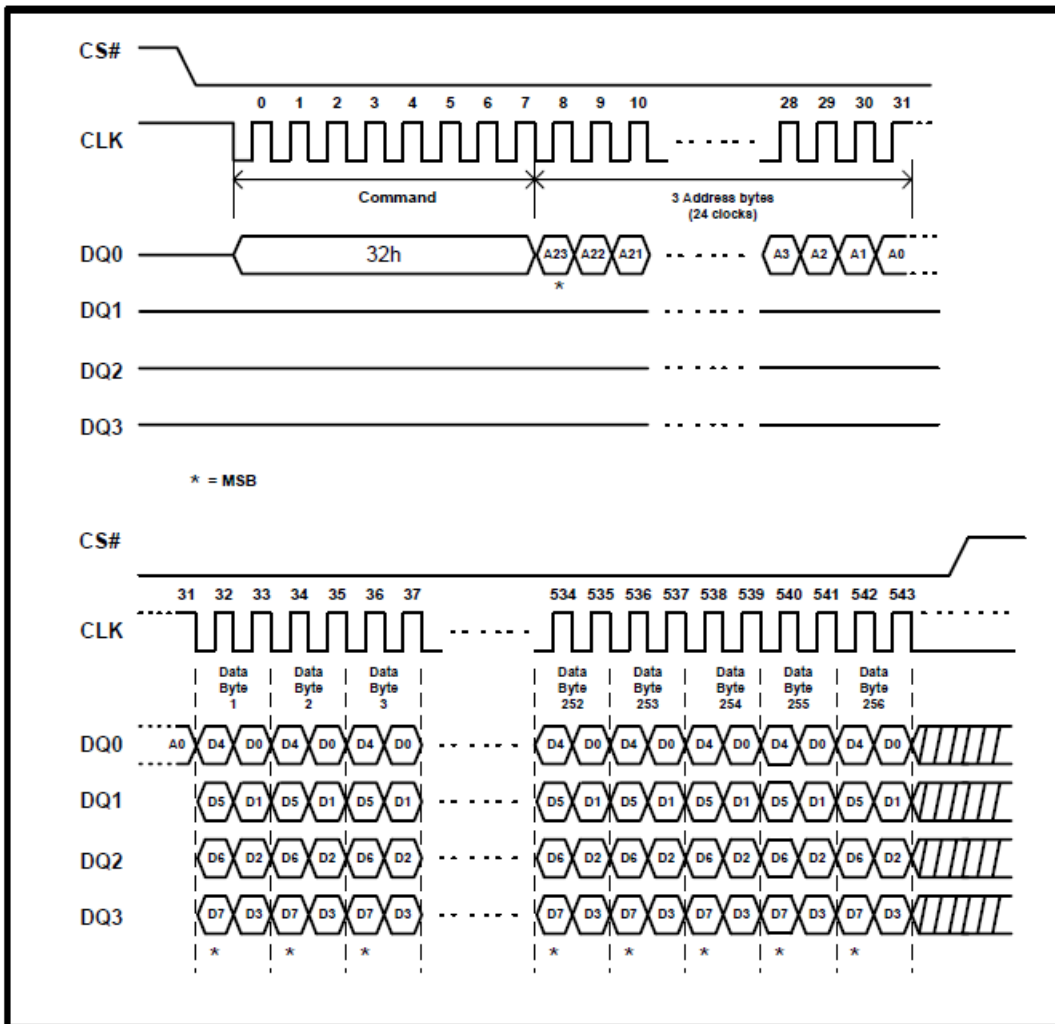 CS#
0 1 2 3 4 5 6 7 8 9 10 28 29 30 31
CLK
Command
3 Address bytes
(24 clocks)
DQ0 32h A23 A22 A21 A3 A2 A1 A0
*
DQ1
DQ2
DQ3
* = MSB
CS#
31 32 33 34 35 36 37 534 535 536 537 538 539 540 541 542 543
CLK
Data Data Data Data Data Data Data Data
Byte Byte Byte Byte Byte Byte Byte Byte
1 2 3 252 253 254 255 256
DQ0 A0 D4 D0 D4 D0 D4 D0 D4 D0 D4 D0 D4 D0 D4 D0 D4 D0
DQ1 D5 D1 D5 D1 D5 D1 D5 D1 D5 D1 D5 D1 D5 D1 D5 D1
DQ2 D6 D2 D6 D2 D6 D2 D6 D2 D6 D2 D6 D2 D6 D2 D6 D2
DQ3 D7 D3 D7 D3 D7 D3 D7 D3 D7 D3 D7 D3 D7 D3 D7 D3
* * * * * * * *